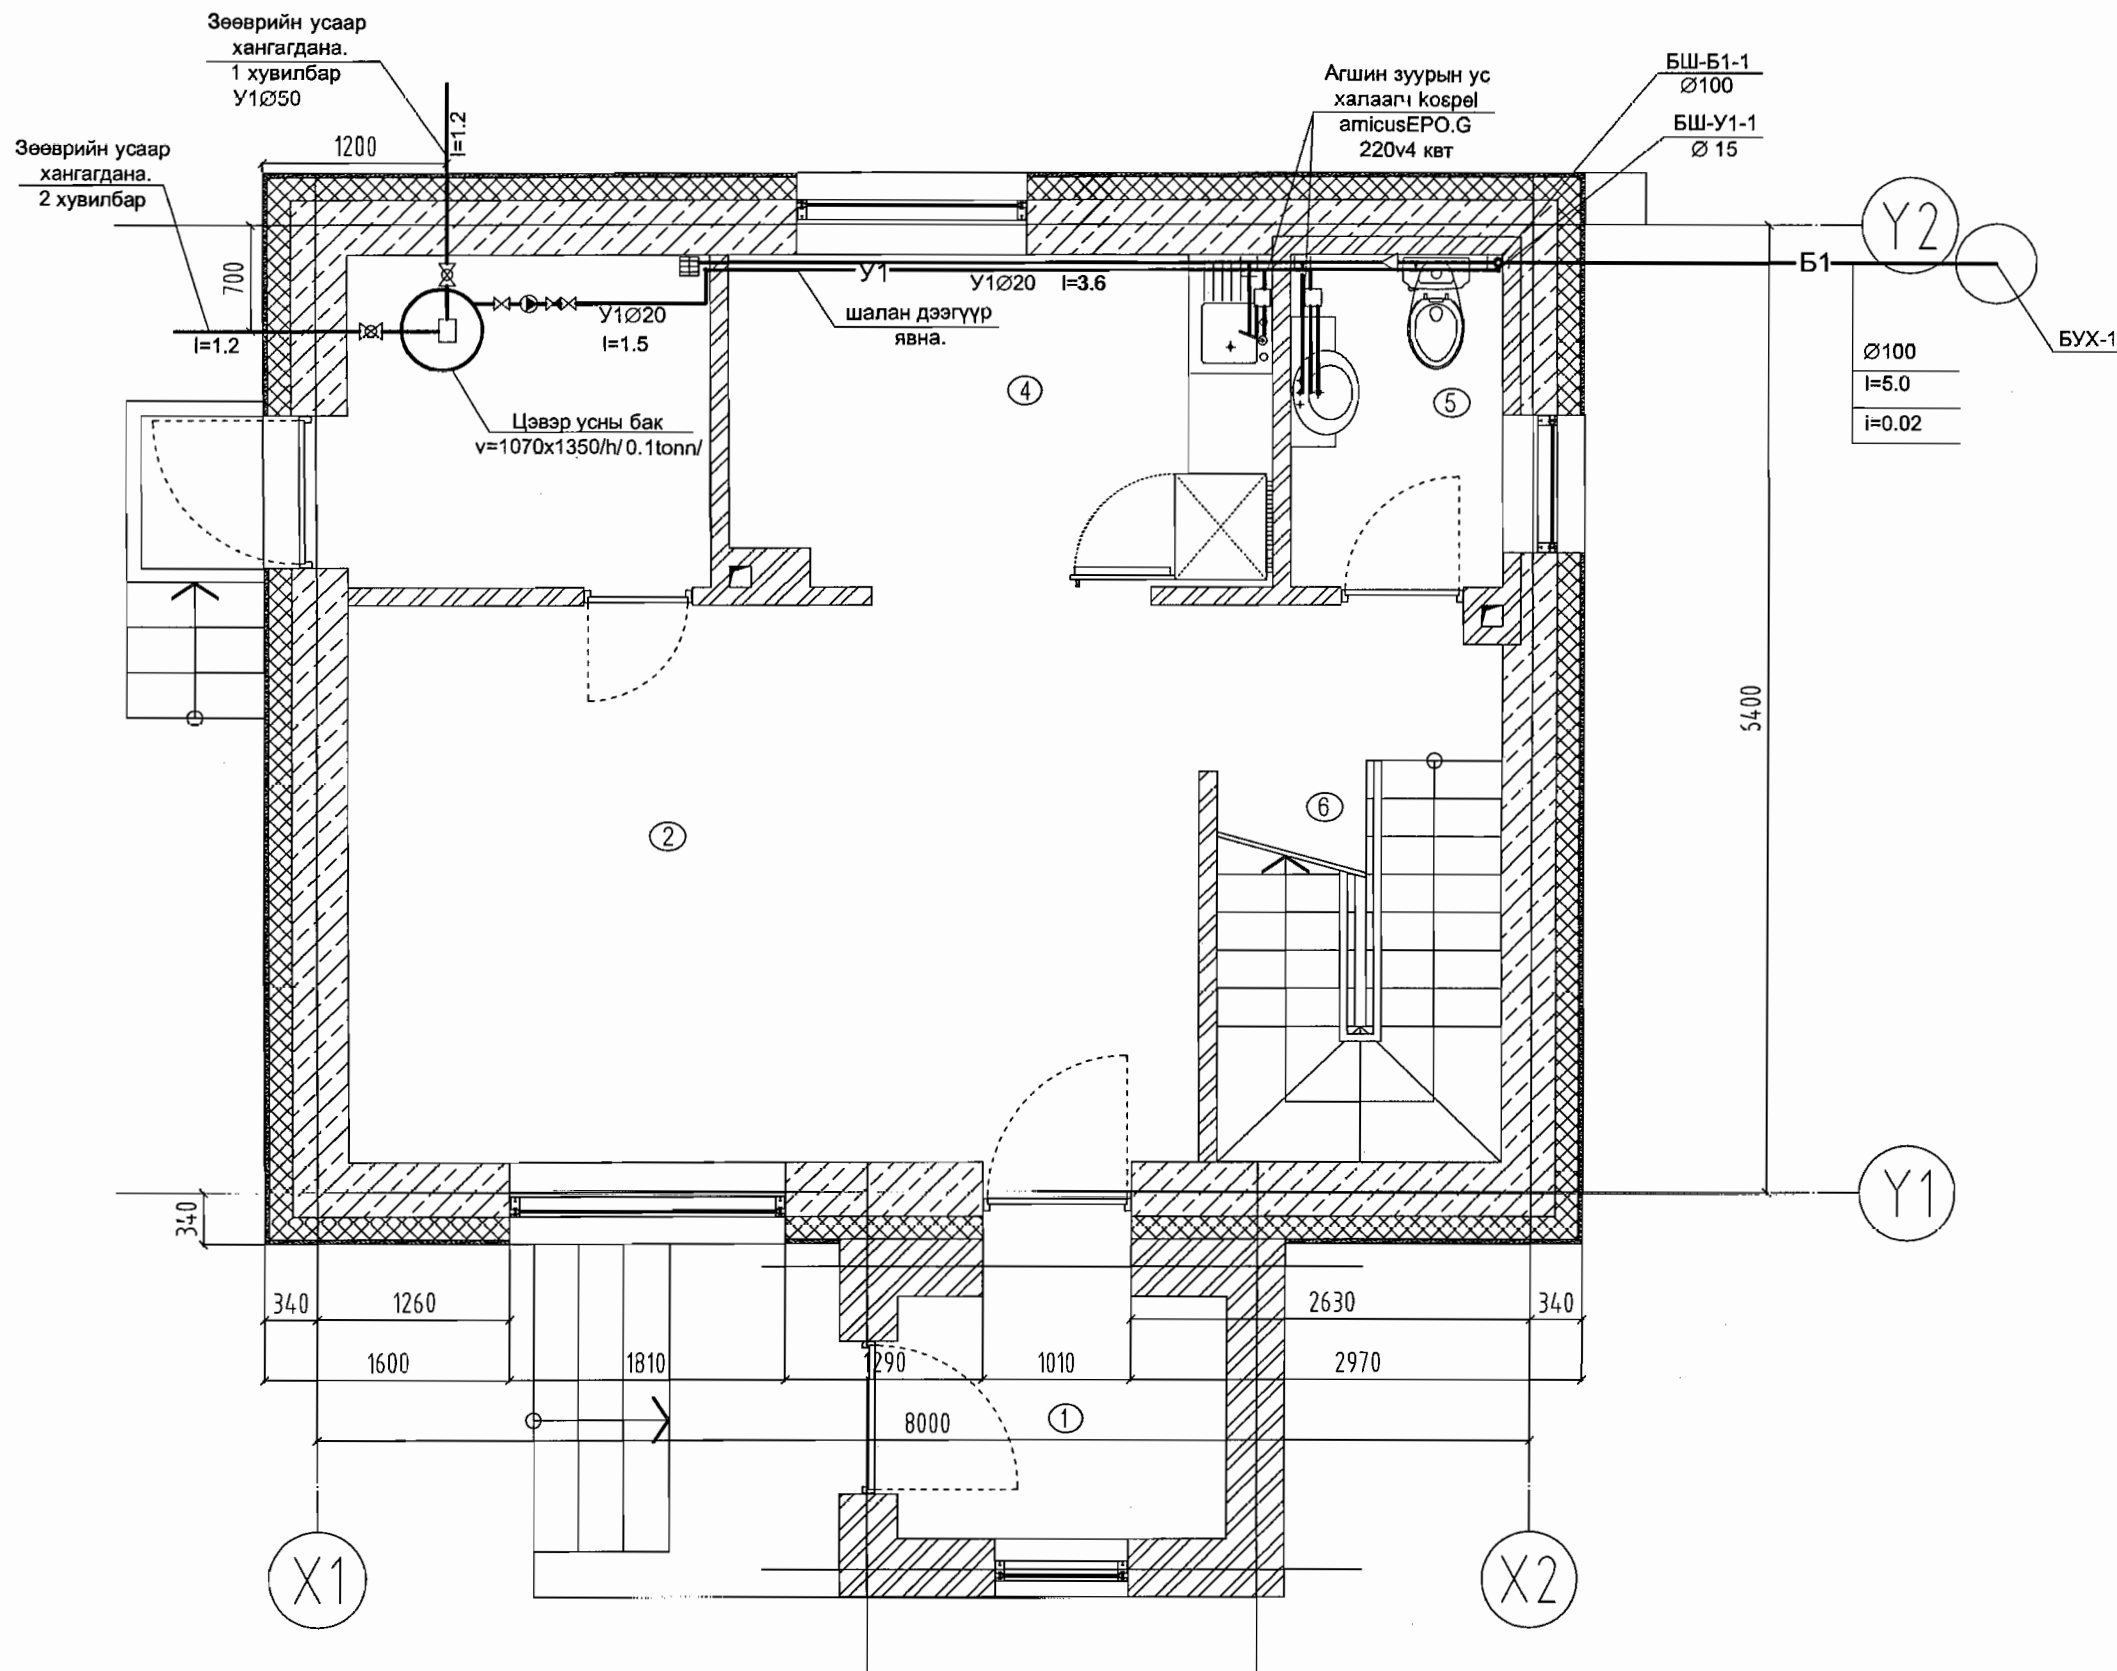 Зөөврийн усаар
хангагдана.
1 хувилбар
У1Ø50
Зөөврийн усаар
хангагдана.
2 хувилбар
1200
l=1.2
700
l=1.2
Агшин зуурын ус
халаагч kospel
amicusEPO.G
220v4 квт
БШ-Б1-1
Ø100
БШ-У1-1
Ø 15
Y2
Б1
БУХ-1
Ø100
l=5.0
i=0.02
У1
У1Ø20 l=3.6
У1Ø20
l=1.5
шалан дээгүүр
явна.
Цэвэр усны бак
v=1070x1350/h/ 0.1tonn/
4
5
6400
6
2
Y1
340
340
1260
2630
340
1600
1810
1290
1010
2970
8000
1
X1
X2